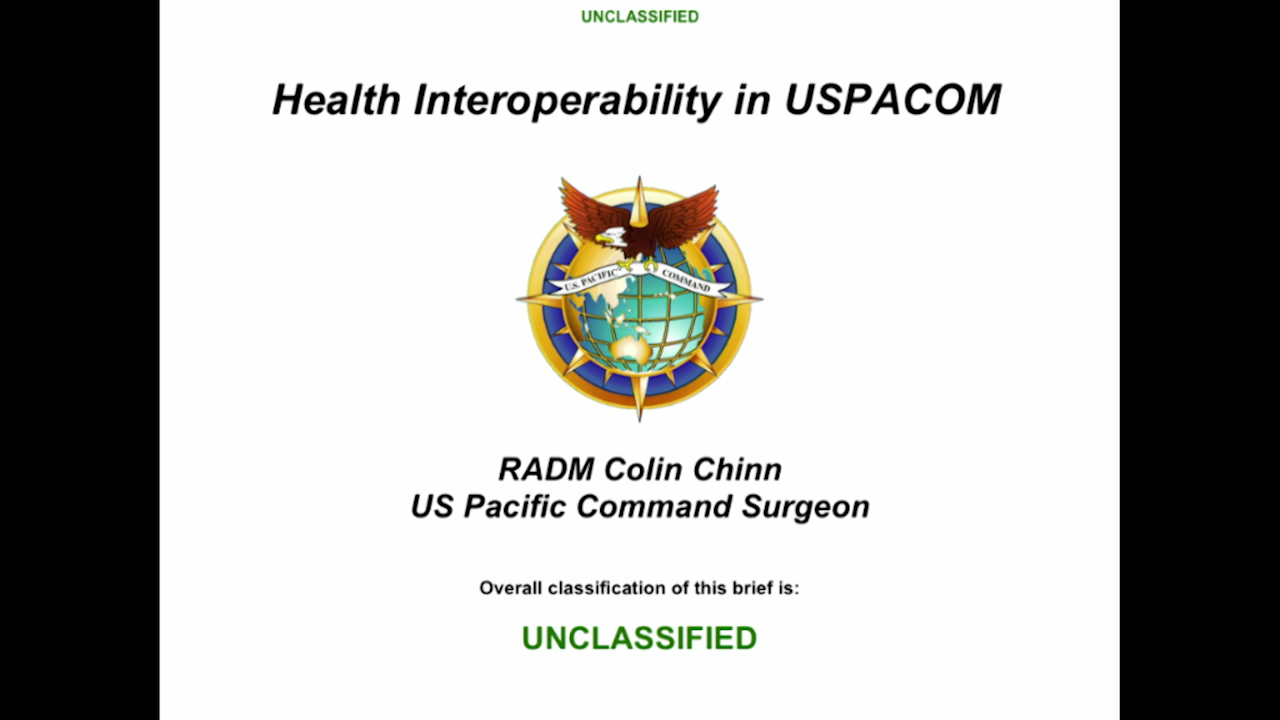 UNCLASSIFIED
Health Interoperability in USPACOM
U.S. PACIFIC COMMAND
RADM Colin Chinn
US Pacific Command Surgeon
Overall classification of this brief is:
UNCLASSIFIED